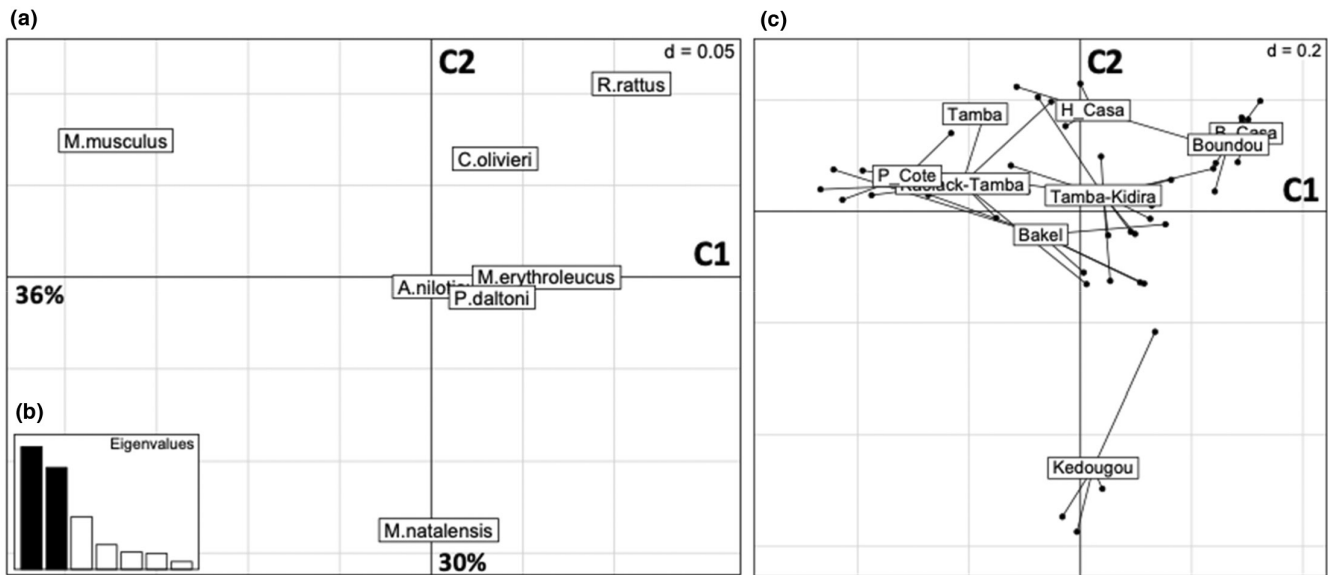 (a)
C2
d = 0.05
R.rattus
M.musculus
C.olivieri
C1
M.erythroleucus
P.daltoni
36%
(b)
Eigenvalues
M.natalensis
30%
(c)
C2
d = 0.2
H_Casa
Tamba
Boundou
P_Cote
Tamba-Kidira
C1
Bakel
Kedougou